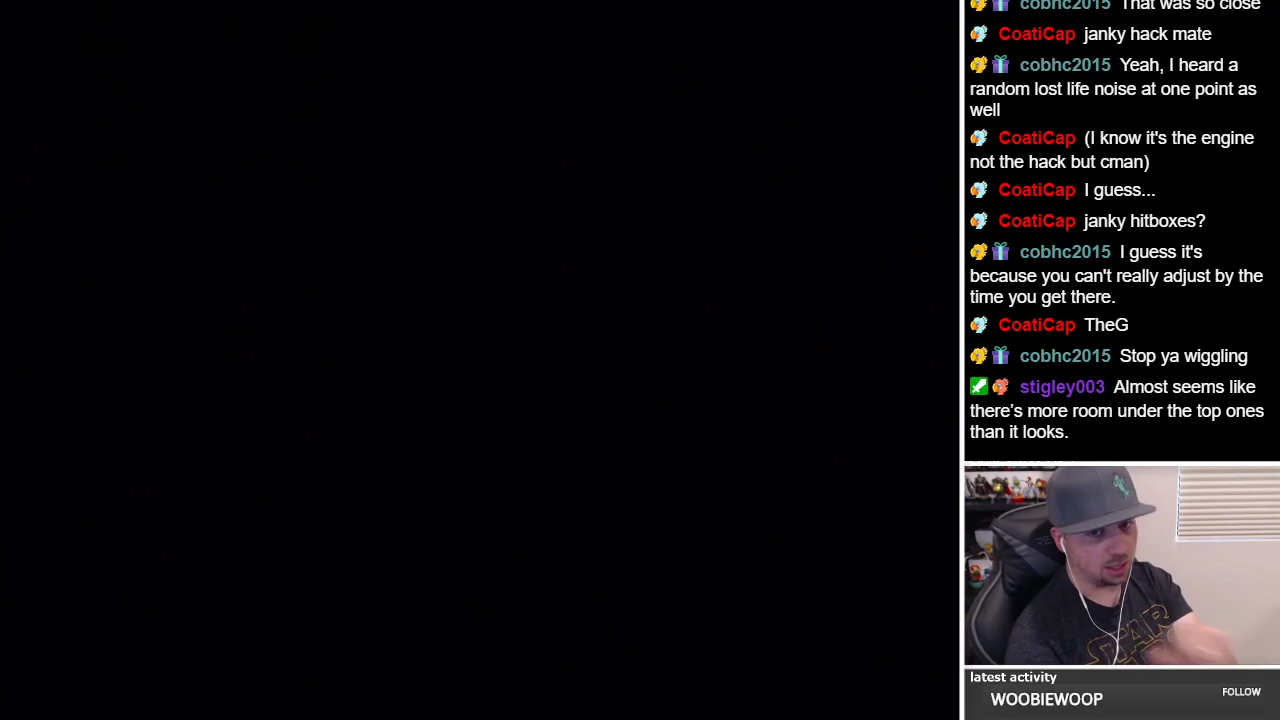 cobhc2015 That was so close
CoatiCap janky hack mate
cobhc2015 Yeah, I heard a
random lost life noise at one point as
well
CoatiCap (I know it's the engine
not the hack but cman)
CoatiCap I guess...
CoatiCap janky hitboxes?
cobhc2015 I guess it's
because you can't really adjust by the
time you get there.
CoatiCap TheG
cobhc2015 Stop ya wiggling
stigley003 Almost seems like
there's more room under the top ones
than it looks.
latest activity
WOOBIEWOOP
FOLLOW